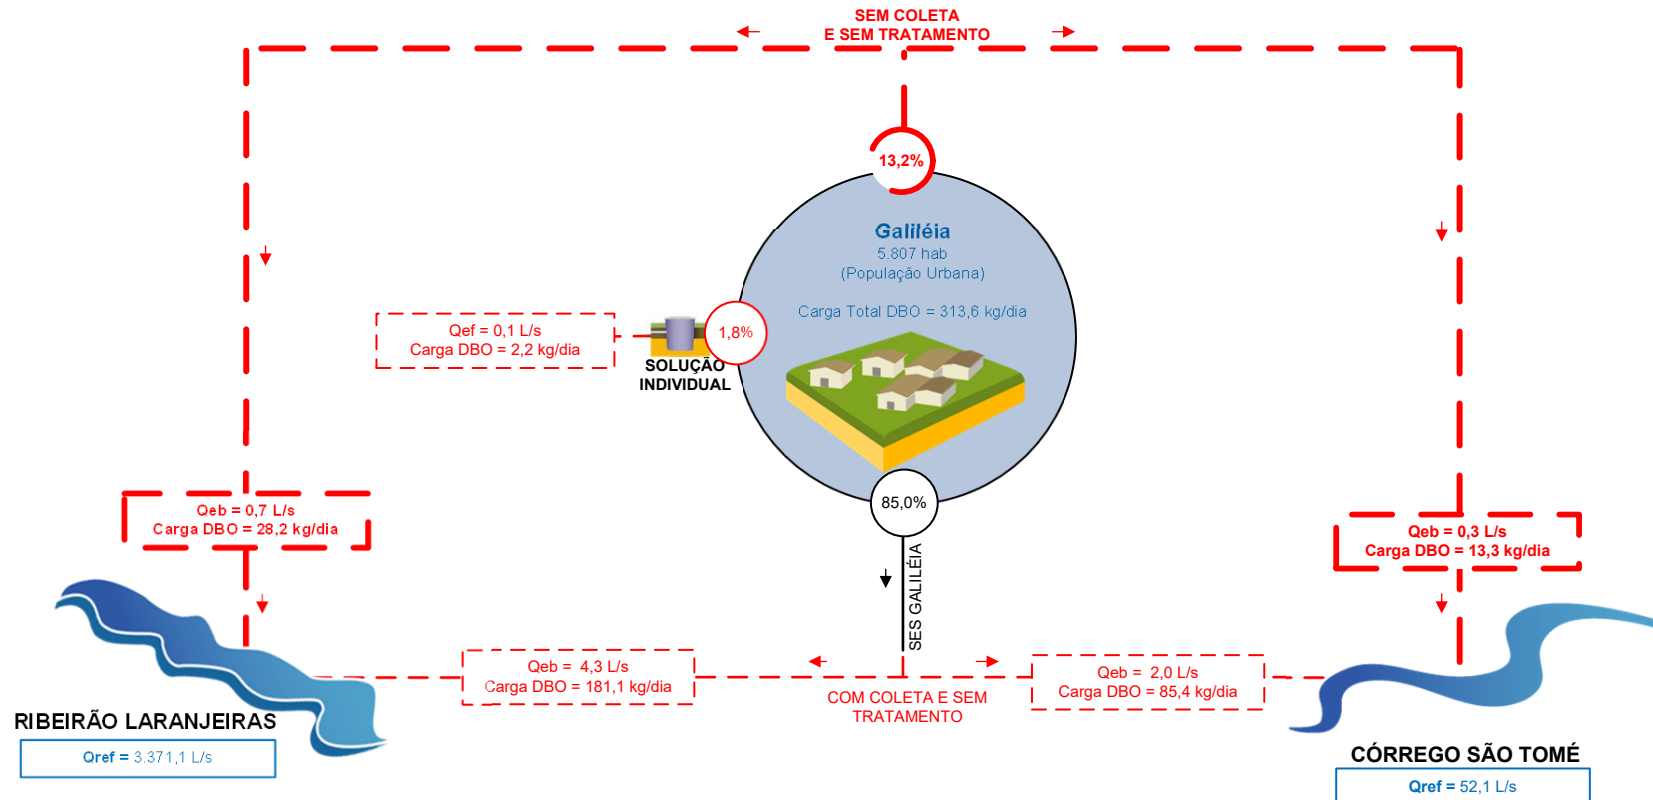 SEM COLETA
E SEM TRATAMENTO
13,2%
Galiléia
5.807 hab
(População Urbana)
Carga Total DBO = 313,6 kg/dia
Qef = 0,1 L/s
Carga DBO = 2,2 kg/dia
1,8%
SOLUÇÃO
INDIVIDUAL
85,0%
SES GALILÉIA
Qeb = 0,7 L/s
Carga DBO = 28,2 kg/dia
Qeb = 0,3 L/s
Carga DBO = 13,3 kg/dia
Qeb = 4,3 L/s
Carga DBO = 181,1 kg/dia
COM COLETA E SEM
TRATAMENTO
Qeb = 2,0 L/s
Carga DBO = 85,4 kg/dia
RIBEIRÃO LARANJEIRAS
Qref = 3.371,1 L/s
CÓRREGO SÃO TOMÉ
Qref = 52,1 L/s